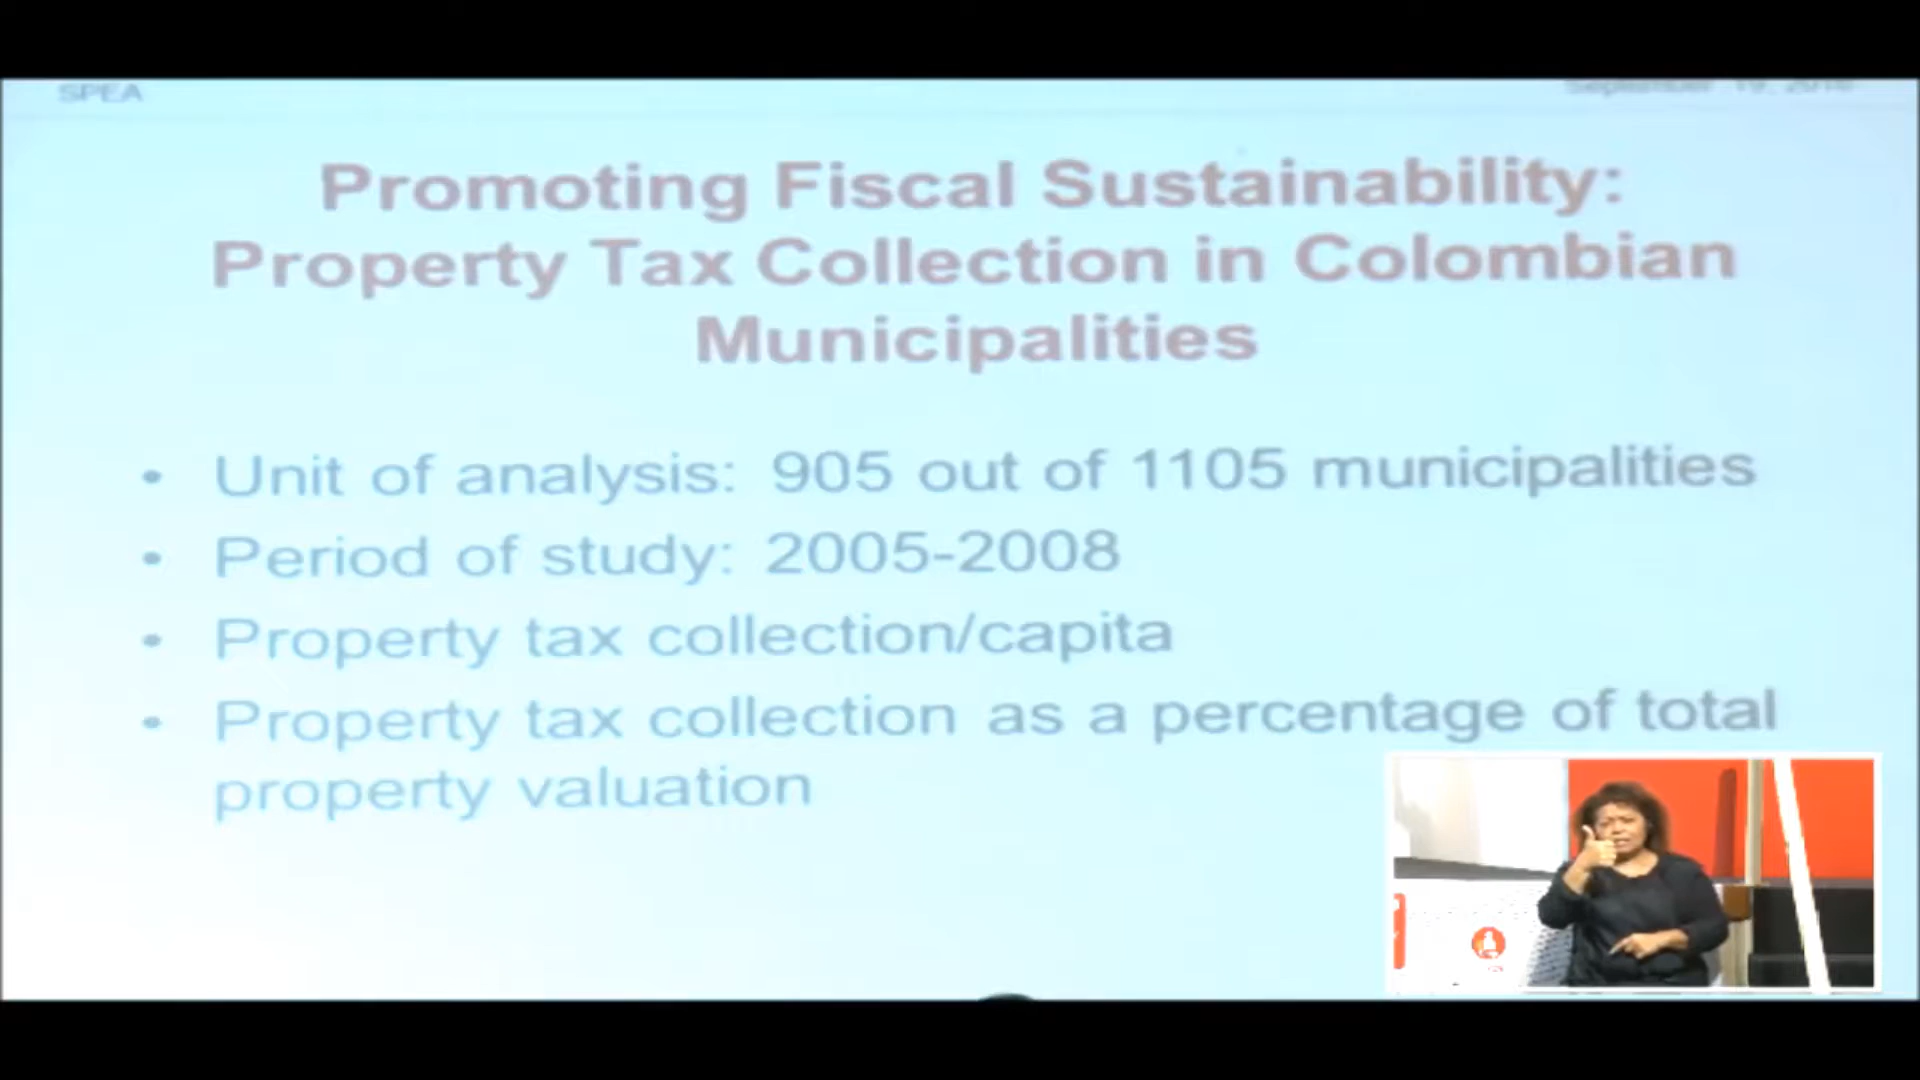 SPEA
Promoting Fiscal Sustainability:
Property Tax Collection in Colombian
Municipalities
• Unit of analysis: 905 out of 1105 municipalities
• Period of study: 2005-2008
• Property tax collection/capita
• Property tax collection as a percentage of total
property valuation